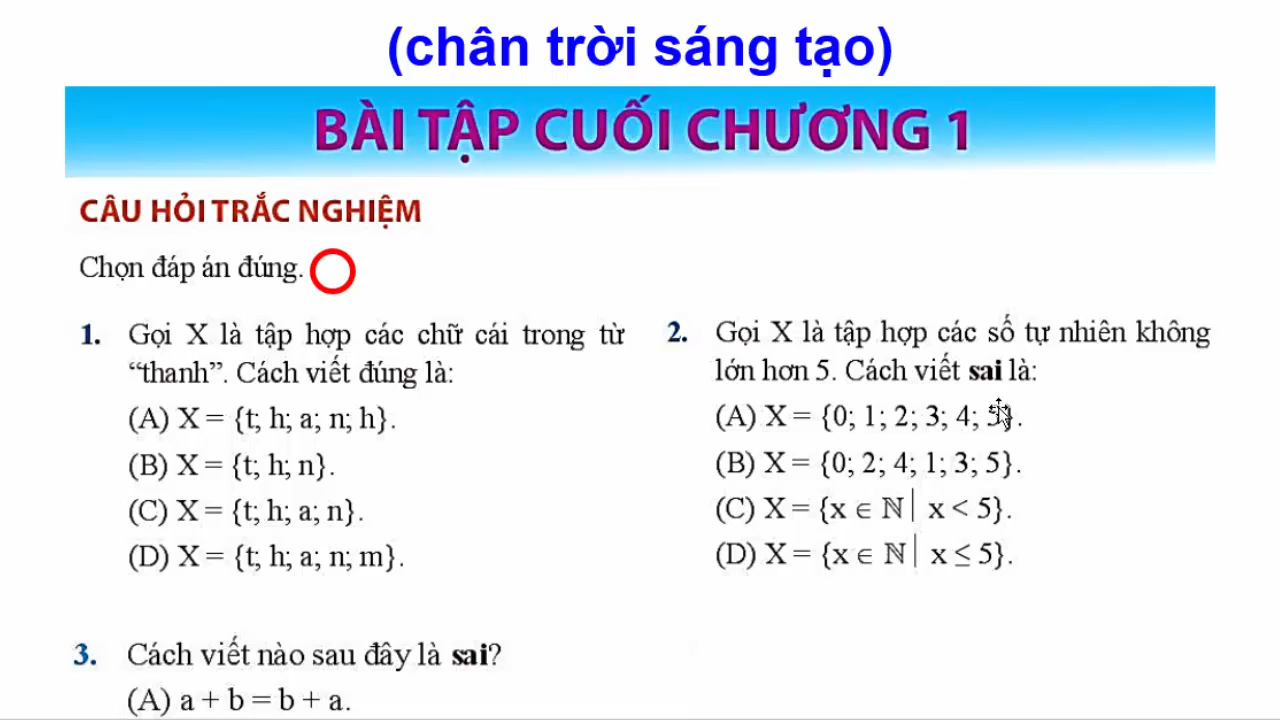 (chân trời sáng tạo)
BÀI TẬP CUỐI CHƯƠNG 1
CÂU HỎI TRẮC NGHIỆM
Chọn đáp án đúng.
1. Gọi X là tập hợp các chữ cái trong từ
“thanh”. Cách viết đúng là:
(A) X = {t; h; a; n; h}.
(B) X = {t; h; n}.
(C) X = {t; h; a; n}.
(D) X = {t; h; a; n; m}.
2. Gọi X là tập hợp các số tự nhiên không
lớn hơn 5. Cách viết sai là:
(A) X = {0; 1; 2; 3; 4; 5}.
(B) X = {0; 2; 4; 1; 3; 5}.
(C) X = {x ∈ ℕ | x < 5}.
(D) X = {x ∈ ℕ | x ≤ 5}.
3. Cách viết nào sau đây là sai?
(A) a + b = b + a.